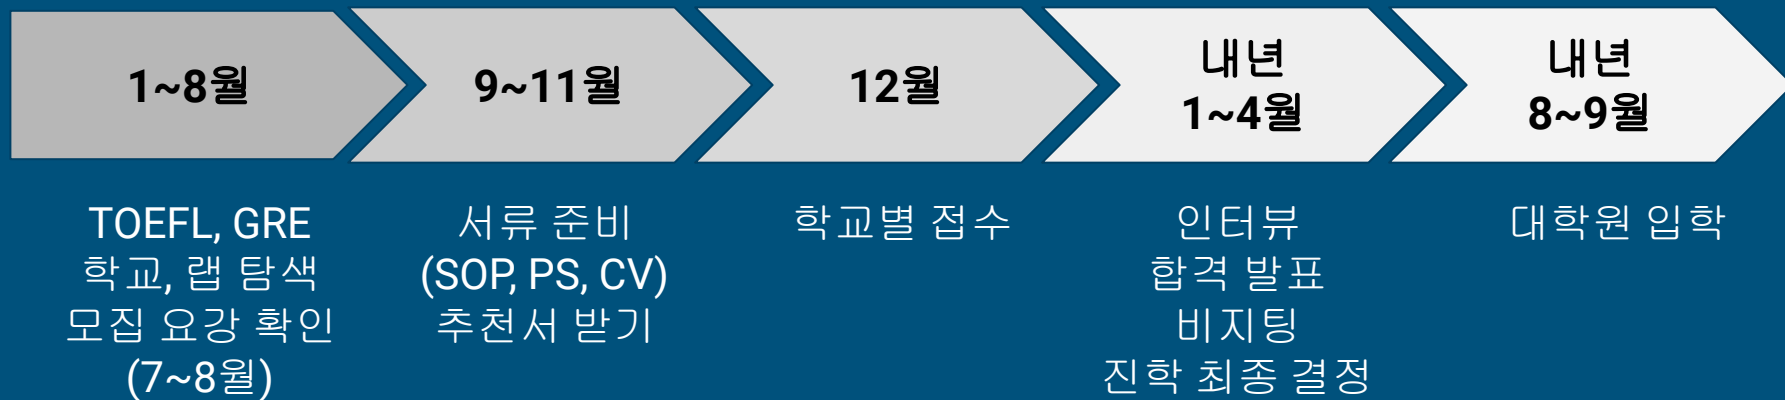 1~8월
9~11월
12월
내년
1~4월
내년
8~9월
TOEFL, GRE
학교, 랩 탐색
모집 요강 확인
(7~8월)
서류 준비
(SOP, PS, CV)
추천서 받기
학교별 접수
인터뷰
합격 발표
비지팅
진학 최종 결정
대학원 입학